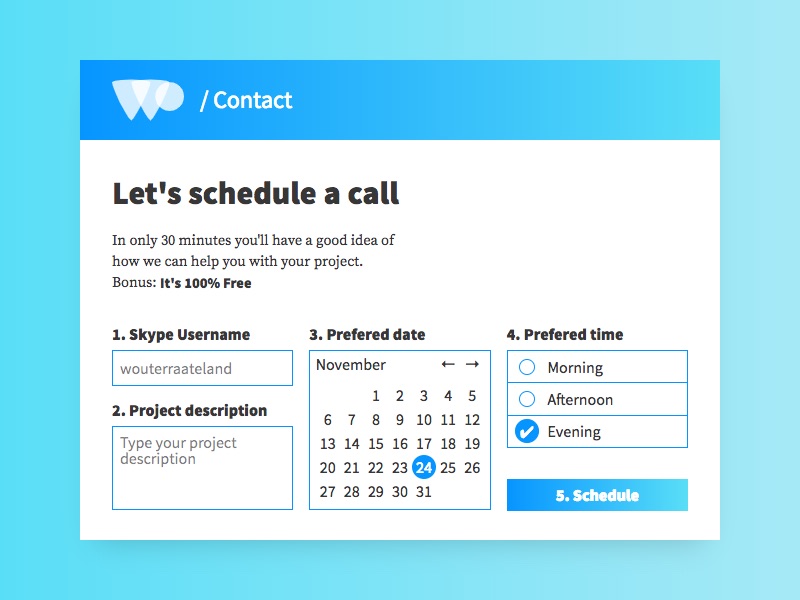 WO / Contact
Let's schedule a call
In only 30 minutes you'll have a good idea of
how we can help you with your project.
Bonus: It's 100% Free
1. Skype Username
wouterraateland
2. Project description
Type your project
description
3. Prefered date
November ← →
1 2 3 4 5
6 7 8 9 10 11 12
13 14 15 16 17 18 19
20 21 22 23 24 25 26
27 28 29 30 31
4. Prefered time
Morning
Afternoon
Evening
5. Schedule